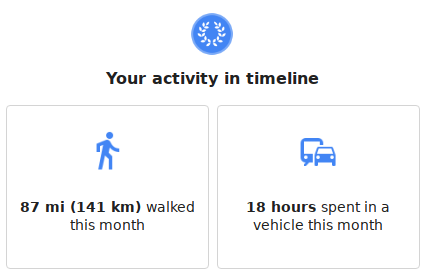 Your activity in timeline
87 mi (141 km) walked
this month
18 hours spent in a
vehicle this month